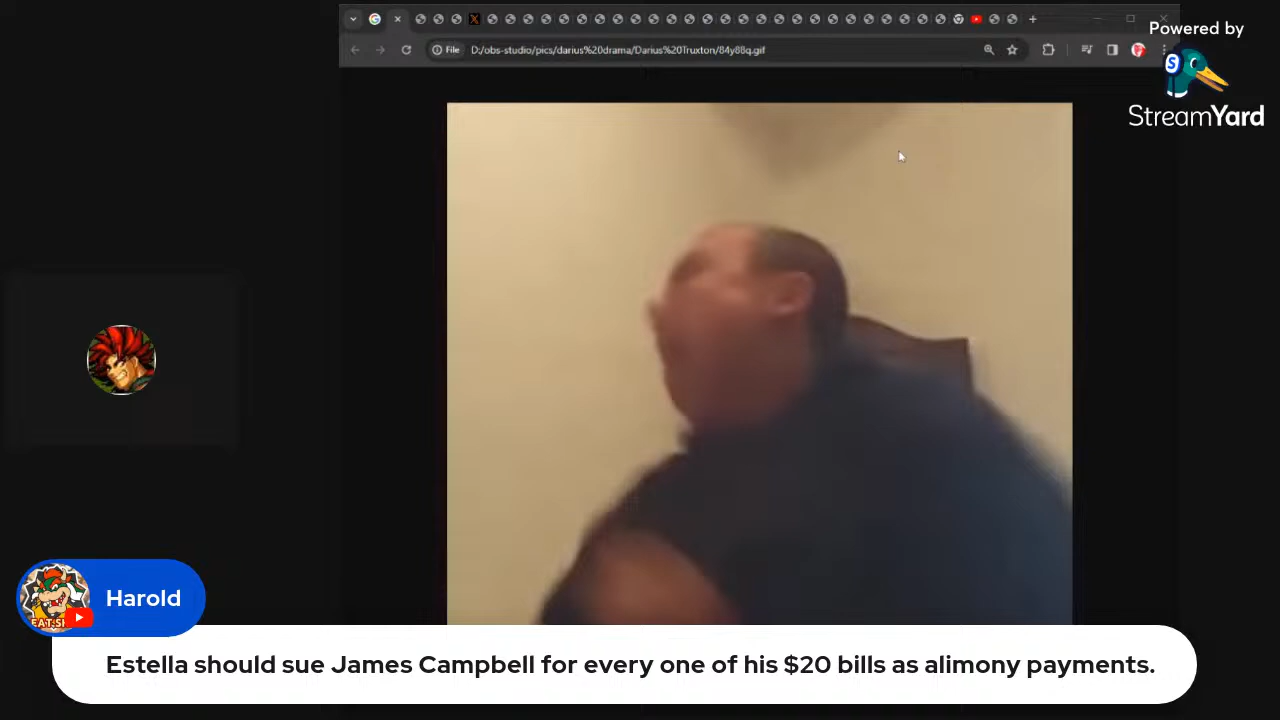 Powered by
StreamYard
File D:/obs-studio/pics/darius%20drama/Darius%20Truxton/84y88q.gif
Harold
Estella should sue James Campbell for every one of his $20 bills as alimony payments.